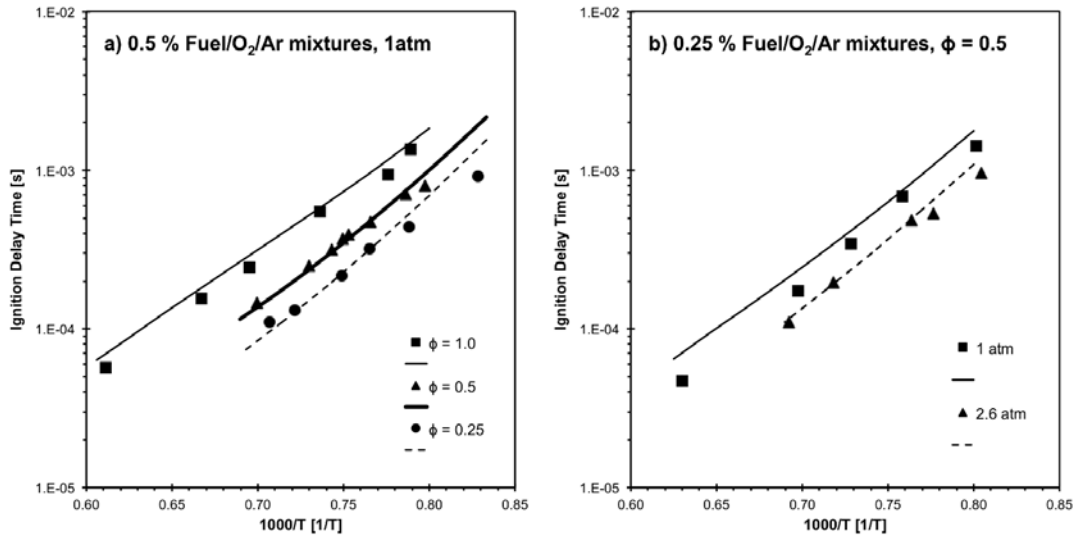 a) 0.5 % Fuel/O₂/Ar mixtures, 1atm
Ignition Delay Time [s]
1.E-02
1.E-03
1.E-04
1.E-05
ϕ = 1.0
ϕ = 0.5
ϕ = 0.25
0.60
0.70
0.75
0.80
0.85
1000/T [1/T]
b) 0.25 % Fuel/O₂/Ar mixtures, ϕ = 0.5
Ignition Delay Time [s]
1.E-02
1.E-03
1.E-04
1.E-05
1 atm
2.6 atm
0.60
0.65
0.70
0.75
0.80
0.85
1000/T [1/T]